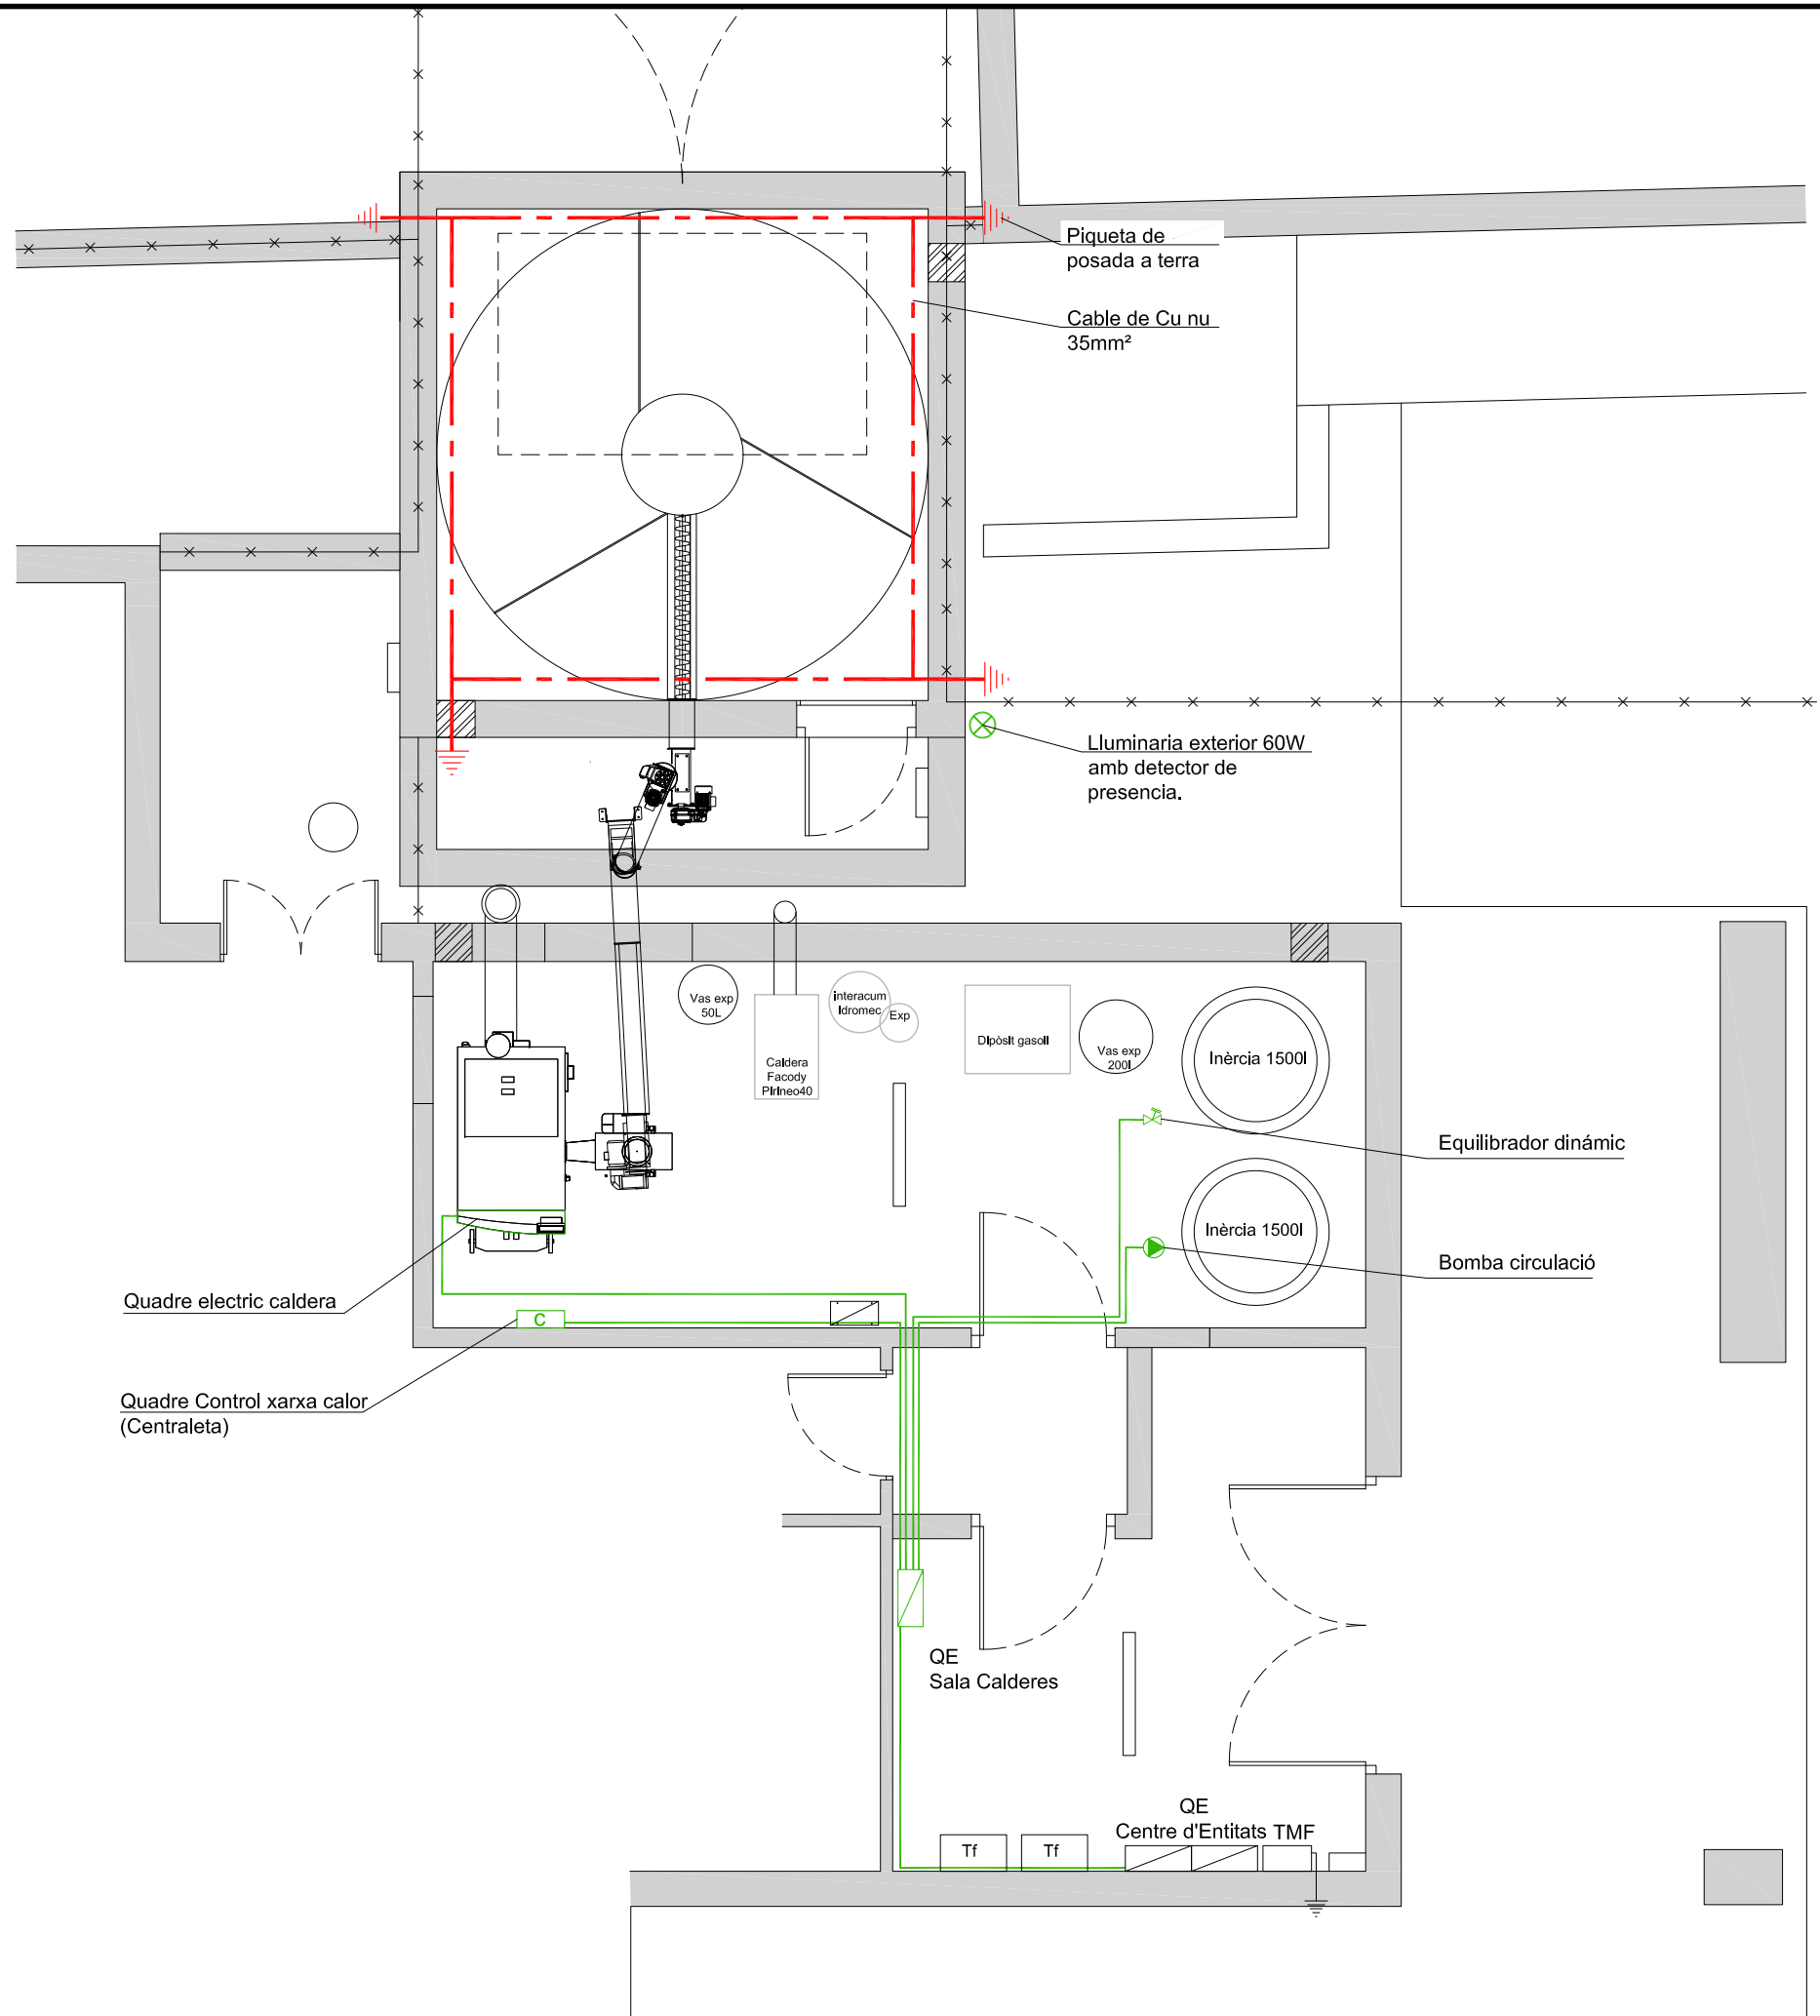 Piqueta de
posada a terra
Cable de Cu nu
35mm²
Lluminaria exterior 60W
amb detector de
presencia.
Vas exp
50L
interacum
Idromec
Exp
Dipòsit gasoil
Vas exp
200l
Inèrcia 1500l
Caldera
Facody
Pirineo40
Equilibrador dinámic
Inèrcia 1500l
Bomba circulació
Quadre electric caldera
C
Quadre Control xarxa calor
(Centraleta)
QE
Sala Calderes
QE
Centre d'Entitats TMF
Tf Tf